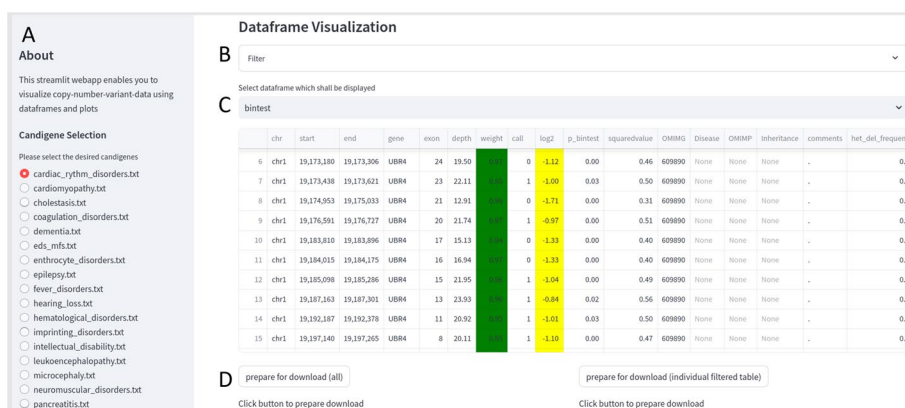 A
About
This streamlit webapp enables you to
visualize copy-number-variant-data using
dataframes and plots
Candigene Selection
Please select the desired candigenes
cardiac_rythm_disorders.txt
cardiomyopathy.txt
cholestasis.txt
coagulation_disorders.txt
dementia.txt
eds_mfs.txt
enthrocyte_disorders.txt
epilepsy.txt
fever_disorders.txt
hearing_loss.txt
hematological_disorders.txt
imprinting_disorders.txt
intellectual_disability.txt
leukoencephalopathy.txt
microcephaly.txt
neuromuscular_disorders.txt
pancreatitis.txt
Dataframe Visualization
B
Filter
Select dataframe which shall be displayed
C
bintest
chr start end gene exon depth weight call log2 p_bintest squaredvalue OMIMG Disease OMIMP Inheritance comments het_del_frequen
6 chr1 19,173,180 19,173,306 UBR4 24 19.50 0 -1.12 0.00 0.46 609890 None None None . 0.
7 chr1 19,173,438 19,173,621 UBR4 23 22.11 1 -1.00 0.03 0.50 609890 None None None . 0.
8 chr1 19,174,953 19,175,033 UBR4 21 12.91 0 -1.71 0.00 0.31 609890 None None None . 0.
9 chr1 19,176,591 19,176,727 UBR4 20 21.74 1 -0.97 0.00 0.51 609890 None None None . 0.
10 chr1 19,183,810 19,183,896 UBR4 17 15.13 0 -1.33 0.00 0.40 609890 None None None . 0.
11 chr1 19,184,015 19,184,175 UBR4 16 16.94 0 -1.33 0.00 0.40 609890 None None None . 0.
12 chr1 19,185,098 19,185,286 UBR4 15 21.95 1 -1.04 0.00 0.49 609890 None None None . 0.
13 chr1 19,187,163 19,187,301 UBR4 13 23.93 1 -0.84 0.02 0.56 609890 None None None . 0.
14 chr1 19,192,187 19,192,378 UBR4 11 20.92 1 -1.01 0.03 0.50 609890 None None None . 0.
15 chr1 19,197,140 19,197,265 UBR4 8 20.11 1 -1.10 0.00 0.47 609890 None None None . 0.
D
prepare for download (all)
prepare for download (individual filtered table)
Click button to prepare download
Click button to prepare download